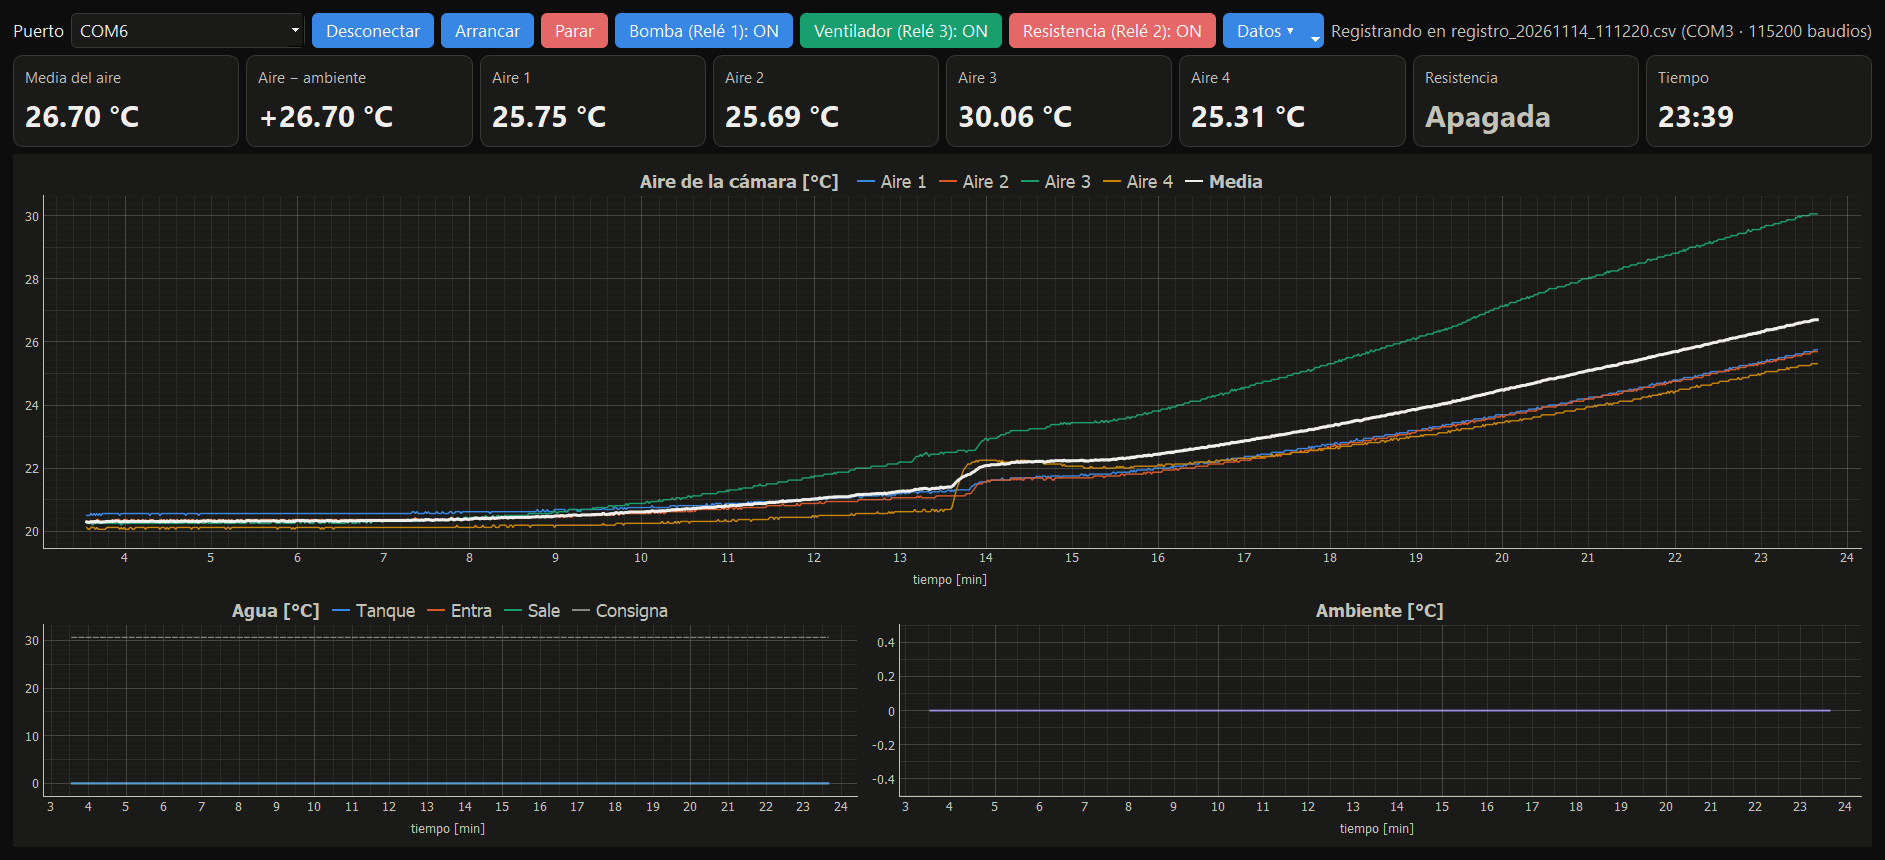 Puerto COM6 Desconectar Arrancar Parar Bomba (Relé 1): ON Ventilador (Relé 3): ON Resistencia (Relé 2): ON Datos ▾ Registrando en registro_20261114_111220.csv (COM3 · 115200 baudios)
Media del aire Aire − ambiente Aire 1 Aire 2 Aire 3 Aire 4 Resistencia Tiempo
26.70 °C +26.70 °C 25.75 °C 25.69 °C 30.06 °C 25.31 °C Apagada 23:39
Aire de la cámara [°C] Aire 1 Aire 2 Aire 3 Aire 4 Media
30
28
26
24
22
20
4 5 6 7 8 9 10 11 12 13 14 15 16 17 18 19 20 21 22 23 24
tiempo [min]
Agua [°C] Tanque Entra Sale Consigna
30
20
10
0
3 4 5 6 7 8 9 10 11 12 13 14 15 16 17 18 19 20 21 22 23 24
tiempo [min]
Ambiente [°C]
0.4
0.2
0
-0.2
-0.4
3 4 5 6 7 8 9 10 11 12 13 14 15 16 17 18 19 20 21 22 23 24
tiempo [min]